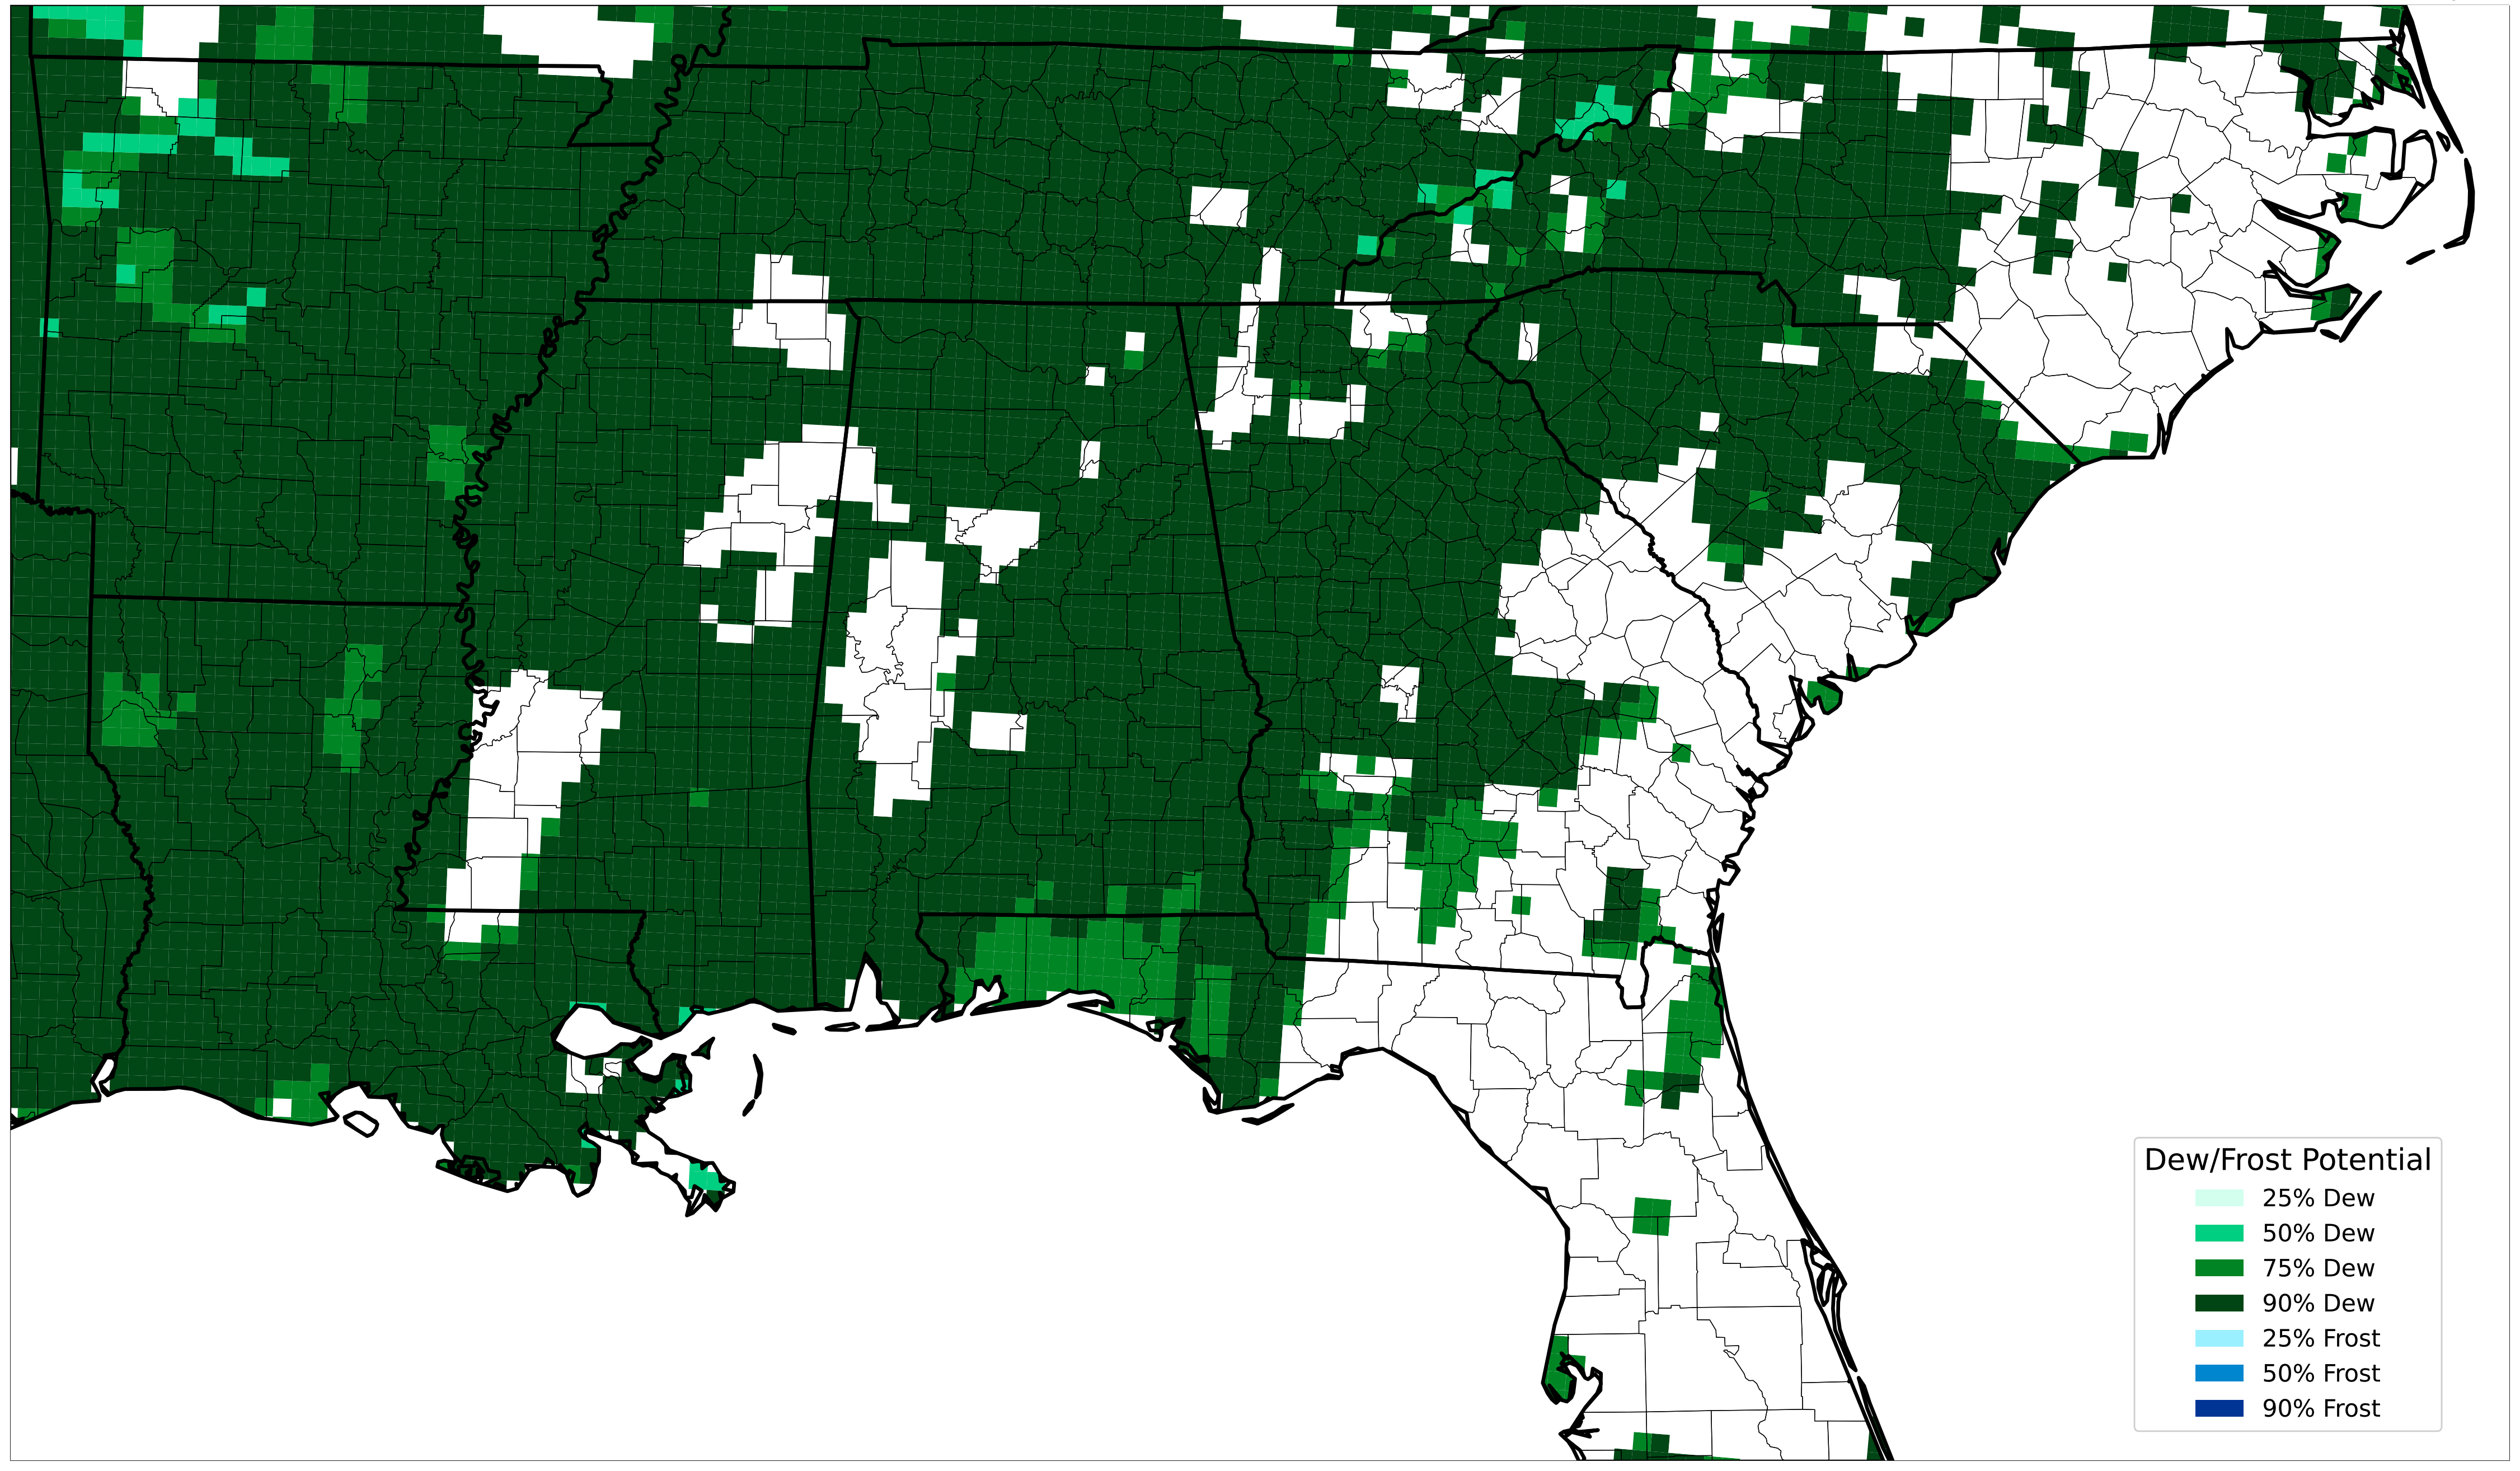 Dew/Frost Potential
25% Dew
50% Dew
75% Dew
90% Dew
25% Frost
50% Frost
90% Frost